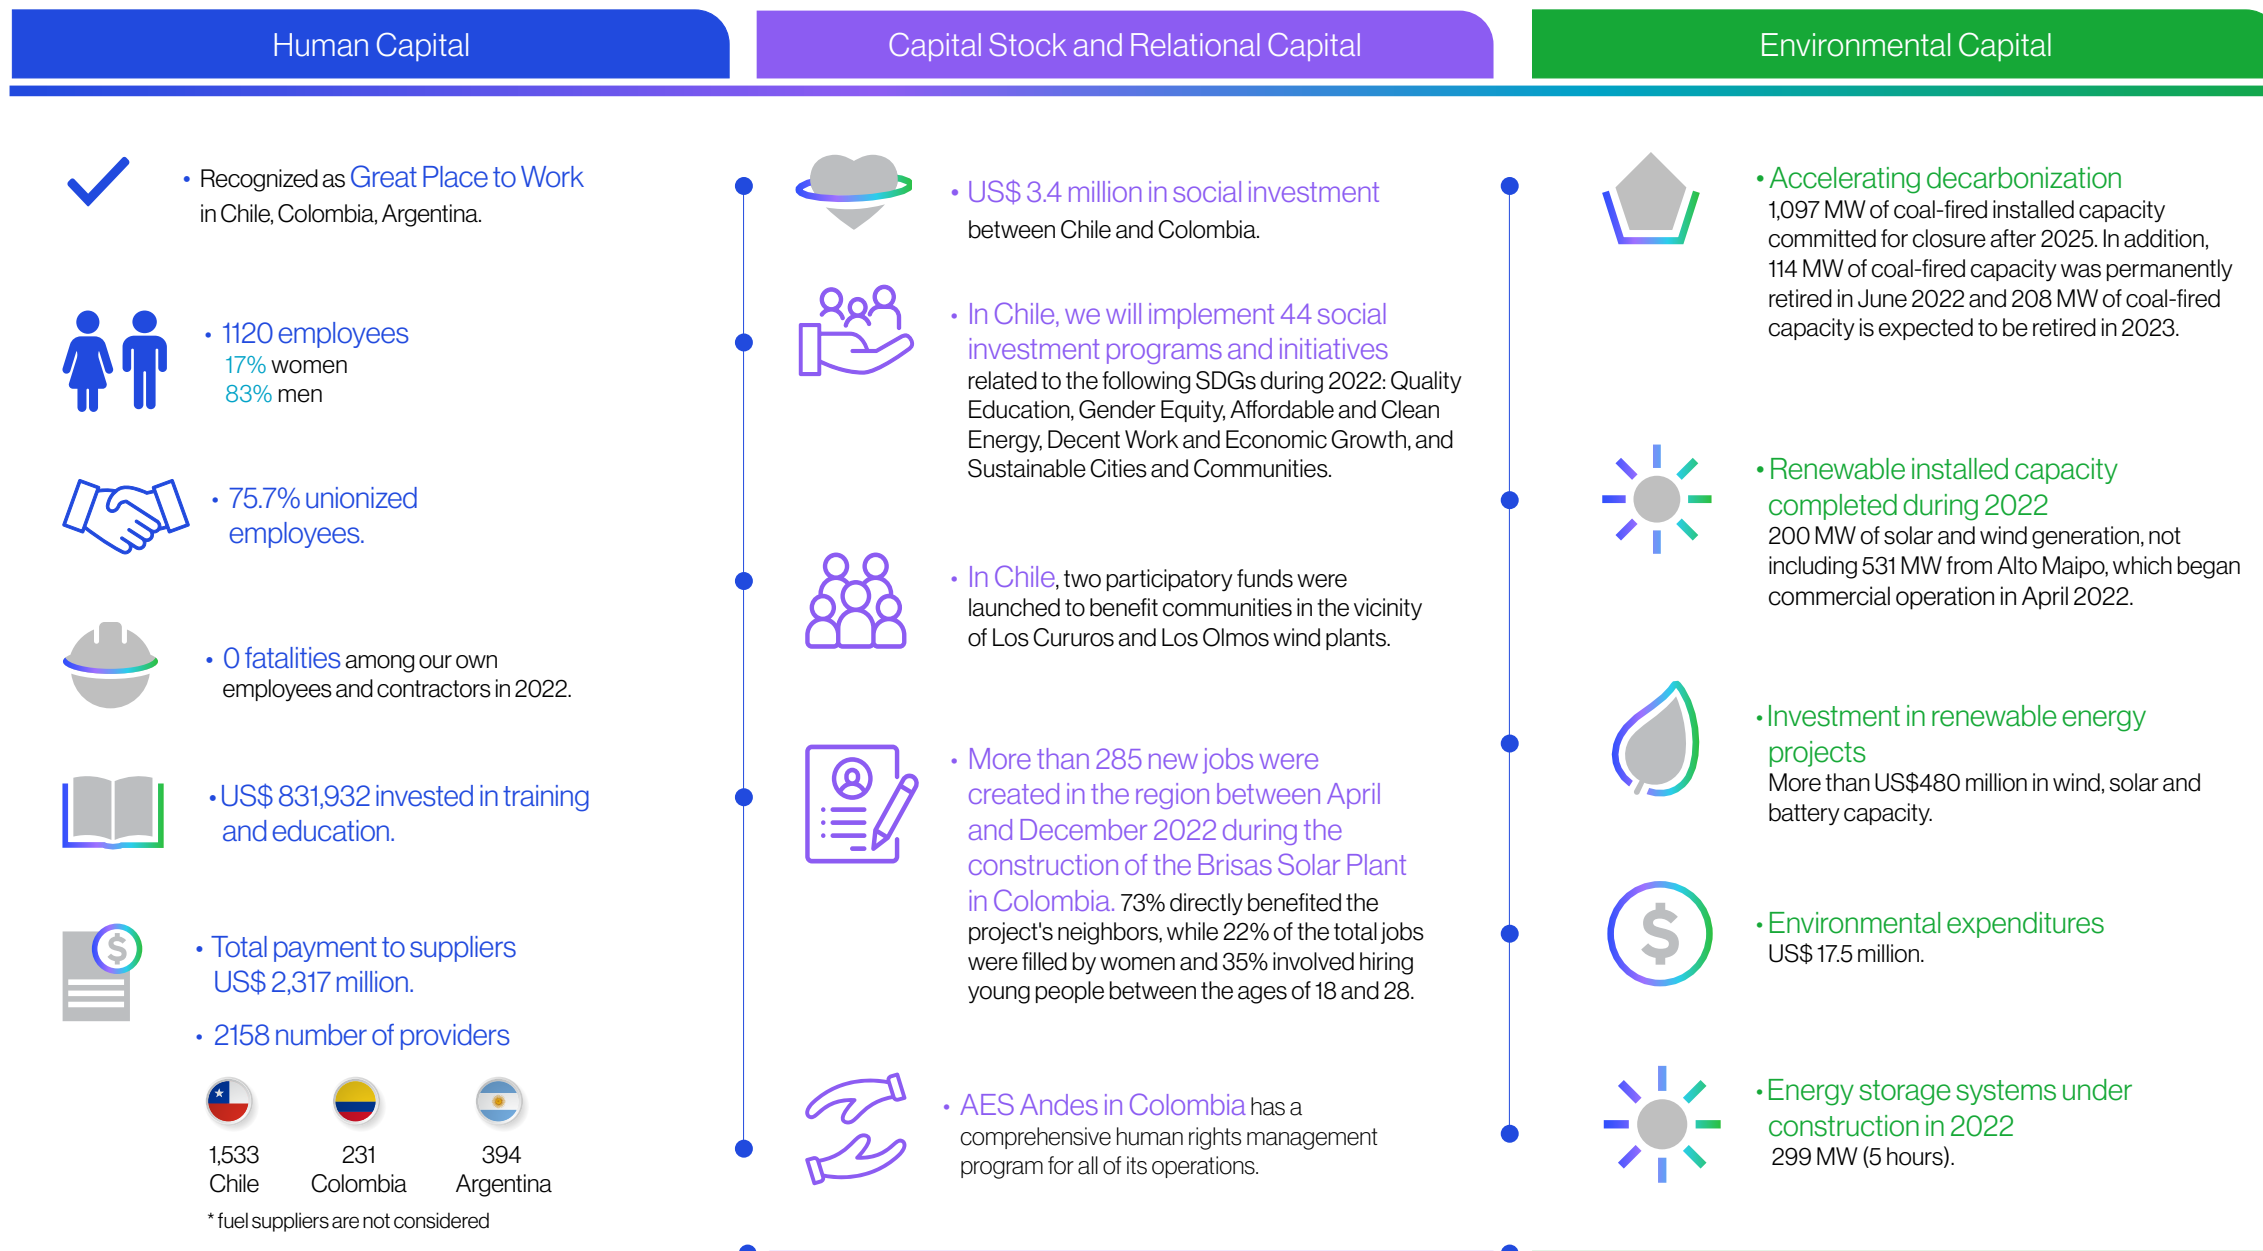 Human Capital
Capital Stock and Relational Capital
Environmental Capital
• Recognized as Great Place to Work
in Chile, Colombia, Argentina.
• 1120 employees
17% women
83% men
• 75.7% unionized
employees.
• 0 fatalities among our own
employees and contractors in 2022.
• US$ 831,932 invested in training
and education.
$
• Total payment to suppliers
US$ 2,317 million.
• 2158 number of providers
1,533
Chile
231
Colombia
394
Argentina
* fuel suppliers are not considered
• US$ 3.4 million in social investment
between Chile and Colombia.
• In Chile, we will implement 44 social
investment programs and initiatives
related to the following SDGs during 2022: Quality
Education, Gender Equity, Affordable and Clean
Energy, Decent Work and Economic Growth, and
Sustainable Cities and Communities.
• In Chile, two participatory funds were
launched to benefit communities in the vicinity
of Los Cururos and Los Olmos wind plants.
• More than 285 new jobs were
created in the region between April
and December 2022 during the
construction of the Brisas Solar Plant
in Colombia. 73% directly benefited the
project's neighbors, while 22% of the total jobs
were filled by women and 35% involved hiring
young people between the ages of 18 and 28.
• AES Andes in Colombia has a
comprehensive human rights management
program for all of its operations.
• Accelerating decarbonization
1,097 MW of coal-fired installed capacity
committed for closure after 2025. In addition,
114 MW of coal-fired capacity was permanently
retired in June 2022 and 208 MW of coal-fired
capacity is expected to be retired in 2023.
• Renewable installed capacity
completed during 2022
200 MW of solar and wind generation, not
including 531 MW from Alto Maipo, which began
commercial operation in April 2022.
• Investment in renewable energy
projects
More than US$480 million in wind, solar and
battery capacity.
$
• Environmental expenditures
US$ 17.5 million.
• Energy storage systems under
construction in 2022
299 MW (5 hours).